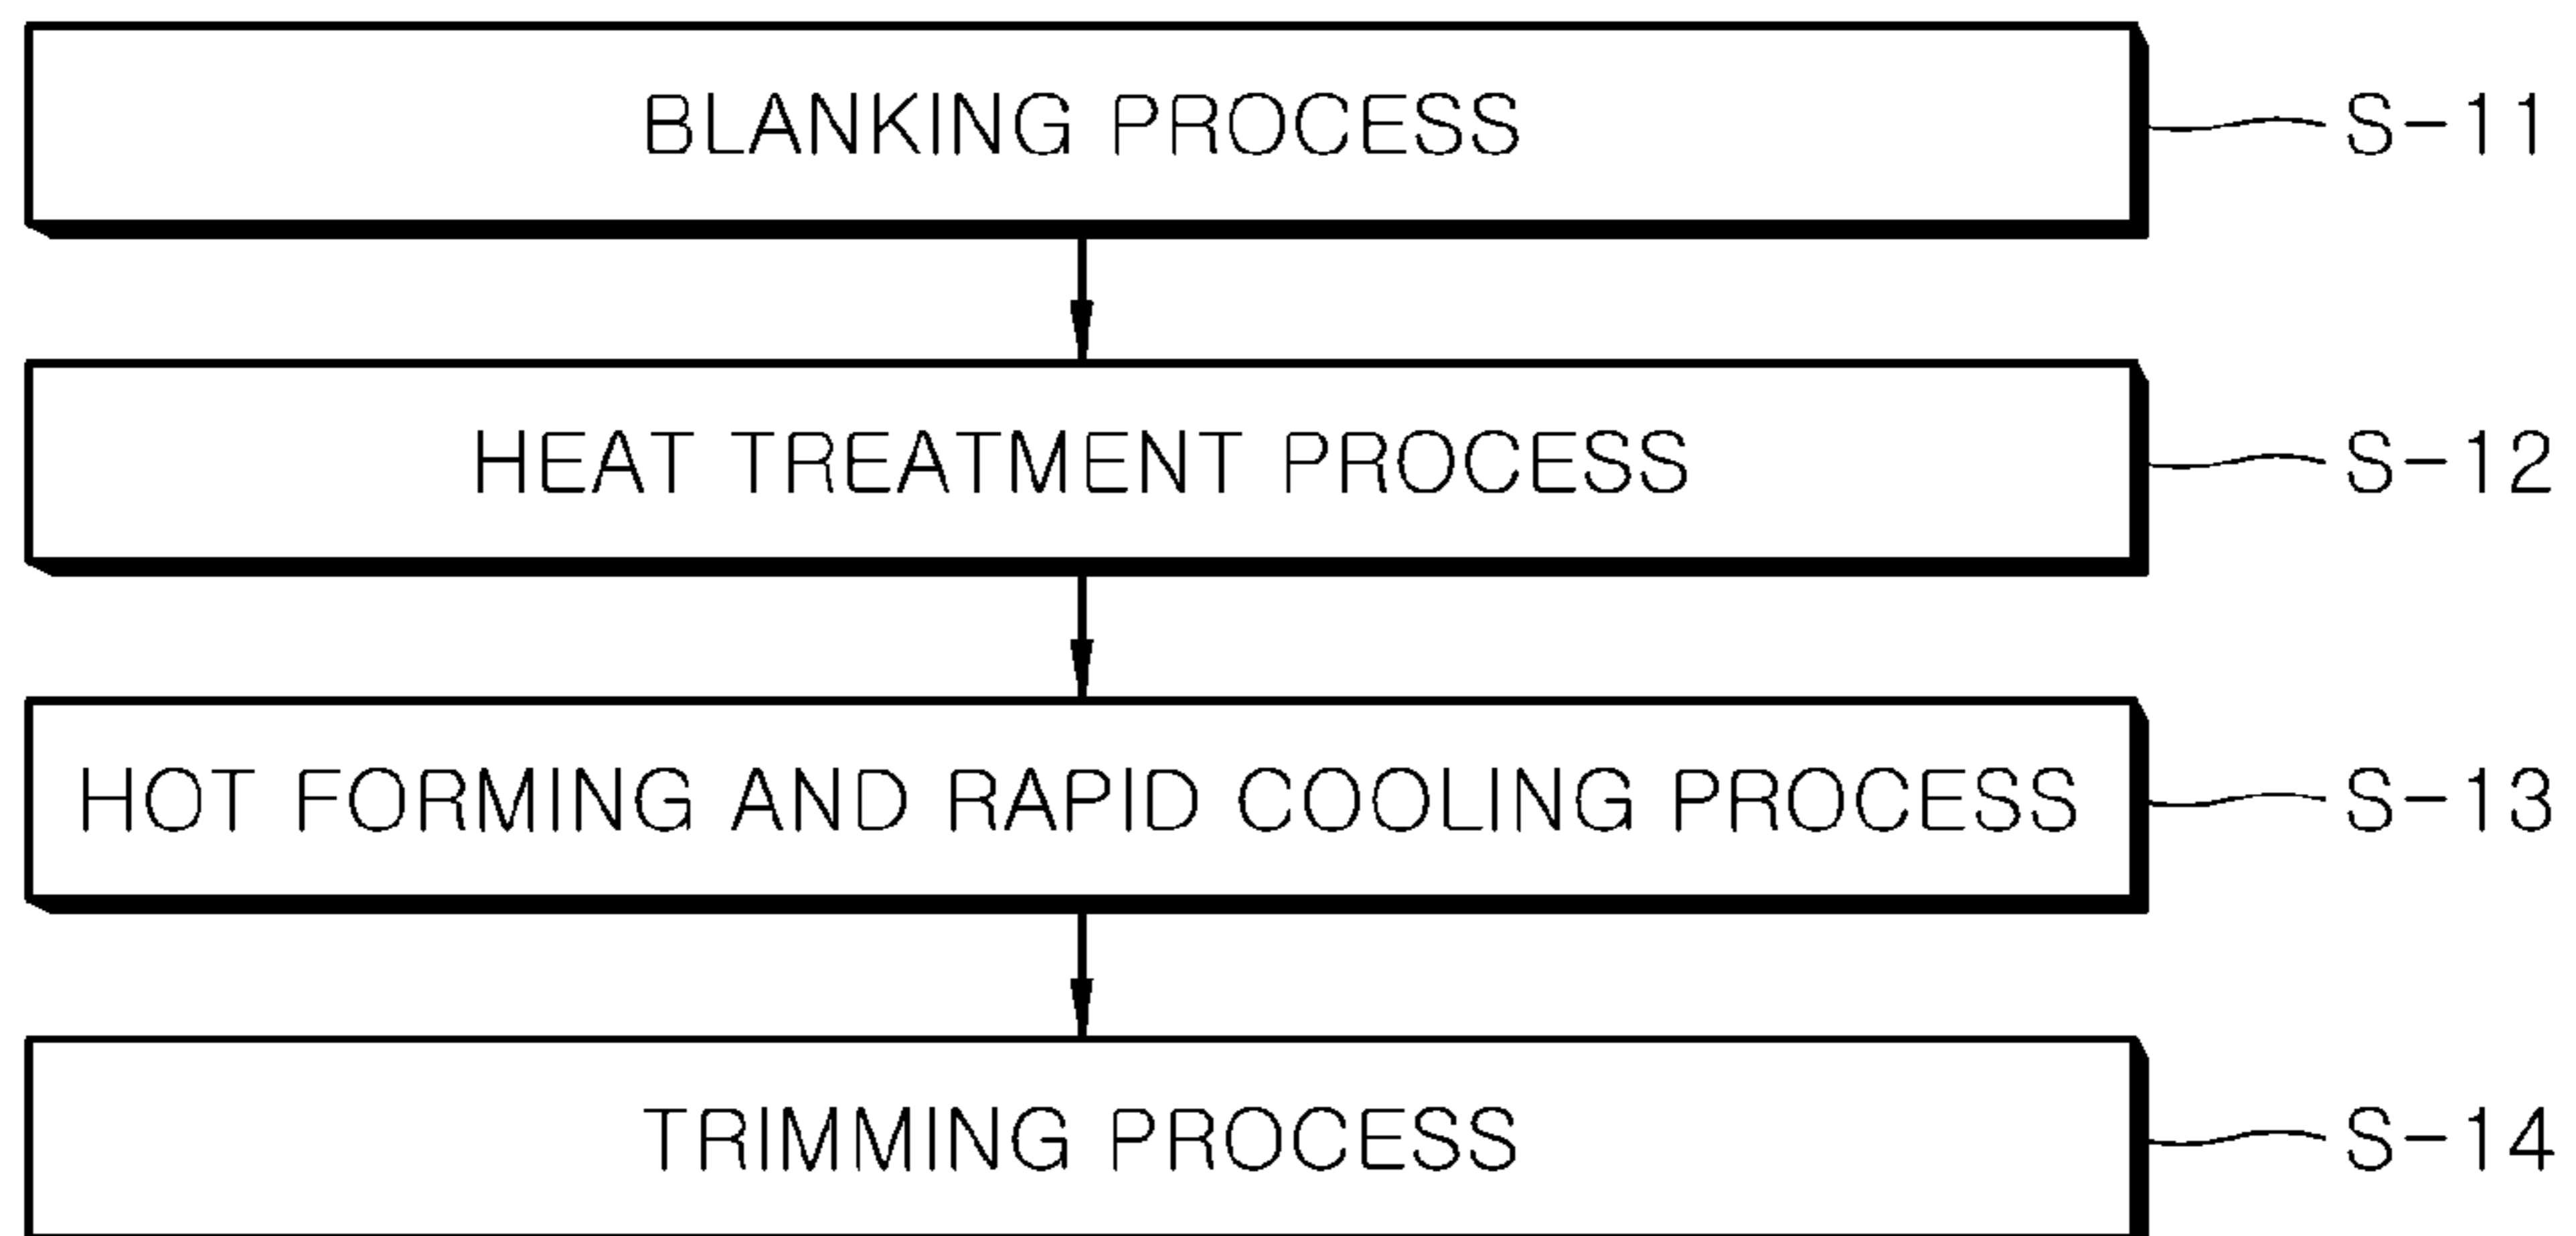 BLANKING PROCESS S-11
HEAT TREATMENT PROCESS S-12
HOT FORMING AND RAPID COOLING PROCESS S-13
TRIMMING PROCESS S-14